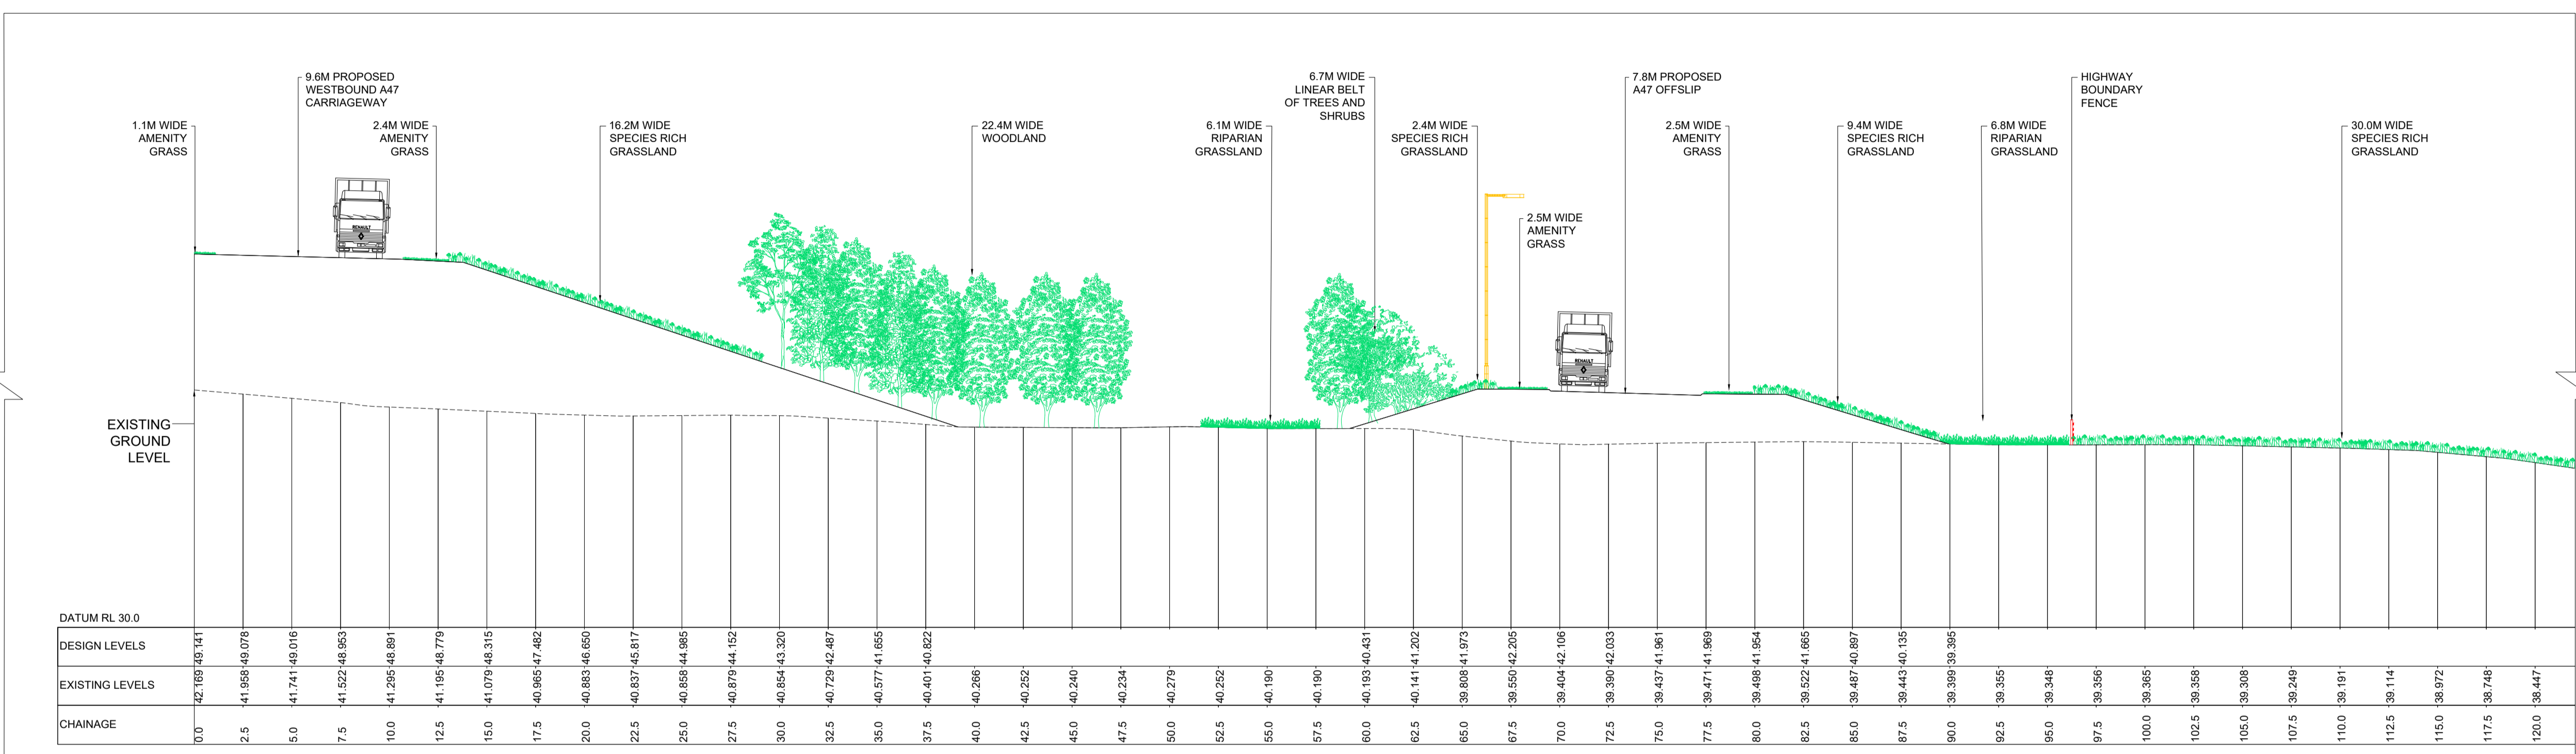 9.6M PROPOSED
WESTBOUND A47
CARRIAGEWAY
6.7M WIDE
LINEAR BELT
OF TREES AND
SHRUBS
7.8M PROPOSED
A47 OFFSLIP
HIGHWAY
BOUNDARY
FENCE
1.1M WIDE
AMENITY
GRASS
2.4M WIDE
AMENITY
GRASS
16.2M WIDE
SPECIES RICH
GRASSLAND
22.4M WIDE
WOODLAND
6.1M WIDE
RIPARIAN
GRASSLAND
2.4M WIDE
SPECIES RICH
GRASSLAND
2.5M WIDE
AMENITY
GRASS
2.5M WIDE
AMENITY
GRASS
9.4M WIDE
SPECIES RICH
GRASSLAND
6.8M WIDE
RIPARIAN
GRASSLAND
30.0M WIDE
SPECIES RICH
GRASSLAND
RENAULT
RENAULT
EXISTING
GROUND
LEVEL
DATUM RL 30.0
DESIGN LEVELS 49.141 49.078 49.016 48.953 48.891 48.779 48.315 47.482 46.650 45.817 44.985 44.152 43.320 42.487 41.655 40.822 40.431 41.202 41.973 42.205 42.106 42.033 41.961 41.969 41.954 41.665 40.897 40.135 39.395
EXISTING LEVELS 42.169 41.958 41.741 41.522 41.295 41.195 41.079 40.965 40.883 40.837 40.858 40.879 40.854 40.729 40.577 40.401 40.266 40.252 40.240 40.234 40.279 40.252 40.190 40.190 40.193 40.141 39.808 39.550 39.404 39.390 39.437 39.471 39.498 39.522 39.487 39.443 39.399 39.355 39.348 39.356 39.365 39.358 39.308 39.249 39.191 39.114 38.972 38.748 38.447
CHAINAGE 0.0 2.5 5.0 7.5 10.0 12.5 15.0 17.5 20.0 22.5 25.0 27.5 30.0 32.5 35.0 37.5 40.0 42.5 45.0 47.5 50.0 52.5 55.0 57.5 60.0 62.5 65.0 67.5 70.0 72.5 75.0 77.5 80.0 82.5 85.0 87.5 90.0 92.5 95.0 97.5 100.0 102.5 105.0 107.5 110.0 112.5 115.0 117.5 120.0